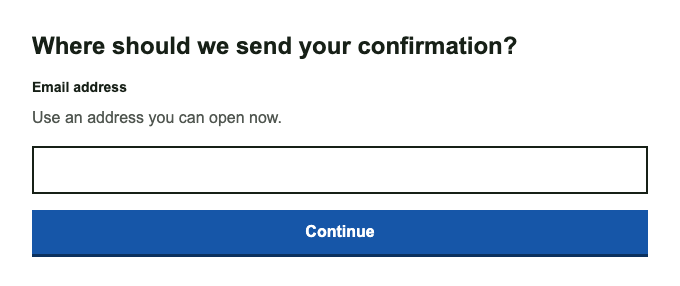 Where should we send your confirmation?
Email address
Use an address you can open now.
Continue